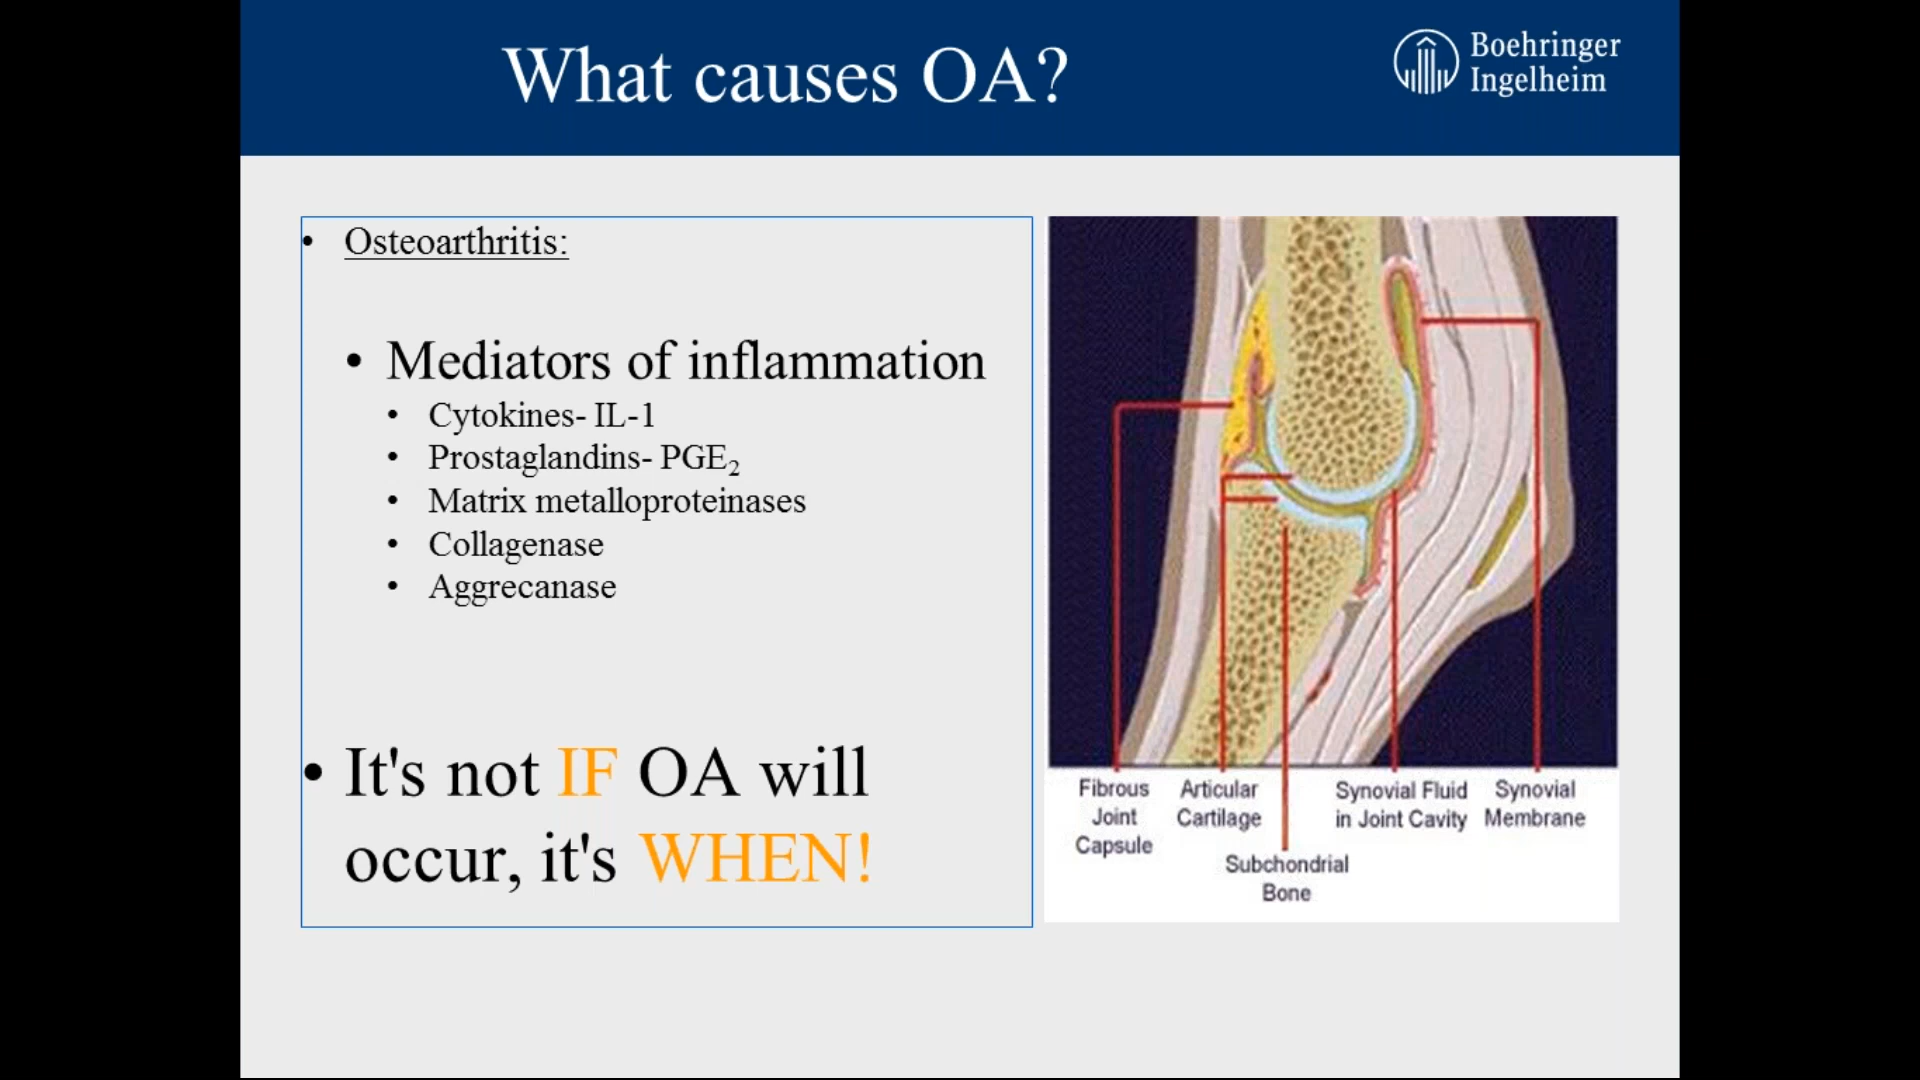 What causes OA?
Boehringer
Ingelheim
• Osteoarthritis:
• Mediators of inflammation
• Cytokines- IL-1
• Prostaglandins- PGE₂
• Matrix metalloproteinases
• Collagenase
• Aggrecanase
• It's not IF OA will
occur, it's WHEN!
Fibrous
Joint
Capsule
Articular
Cartilage
Subchondrial
Bone
Synovial Fluid
in Joint Cavity
Synovial
Membrane